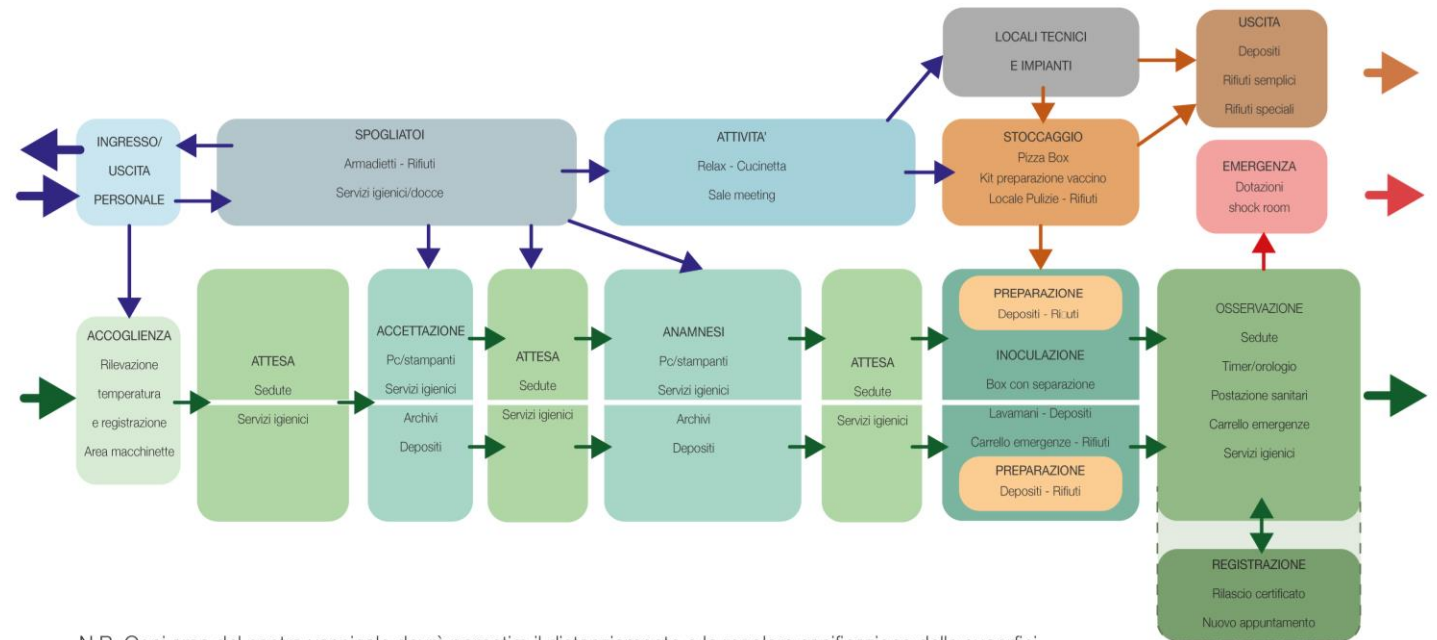 LOCALI TECNICI
E IMPIANTI
USCITA
Depositi
Rifiuti semplici
Rifiuti speciali
INGRESSO/
USCITA
PERSONALE
SPOGLIATOI
Armadietti - Rifiuti
Servizi igienici/docce
ATTIVITA'
Relax - Cucinetta
Sale meeting
STOCCAGGIO
Pizza Box
Kit preparazione vaccino
Locale Pulizie - Rifiuti
EMERGENZA
Dotazioni
shock room
ACCOGLIENZA
Rilevazione
temperatura
e registrazione
Area macchinette
ATTESA
Sedute
Servizi igienici
ACCETTAZIONE
Pc/stampanti
Servizi igienici
Archivi
Depositi
ATTESA
Sedute
Servizi igienici
ANAMNESI
Pc/stampanti
Servizi igienici
Archivi
Depositi
ATTESA
Sedute
Servizi igienici
PREPARAZIONE
Depositi - Rifiuti
INOCULAZIONE
Box con separazione
Lavamani - Depositi
Carrello emergenze - Rifiuti
PREPARAZIONE
Depositi - Rifiuti
OSSERVAZIONE
Sedute
Timer/orologio
Postazione sanitari
Carrello emergenze
Servizi igienici
REGISTRAZIONE
Rilascio certificato
Nuovo appuntamento